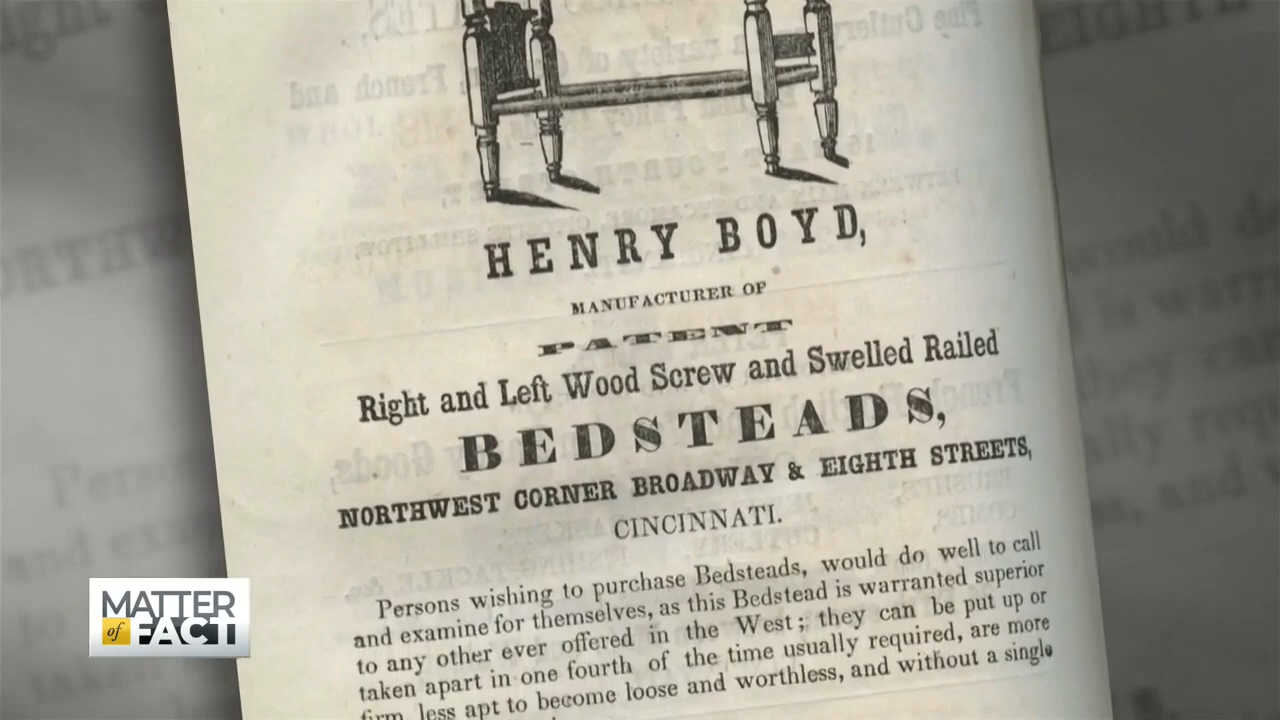 HENRY BOYD,
MANUFACTURER OF
PATENT
Right and Left Wood Screw and Swelled Railed
BEDSTEADS,
NORTHWEST CORNER BROADWAY & EIGHTH STREETS,
CINCINNATI.
Persons wishing to purchase Bedsteads, would do well to call
and examine for themselves, as this Bedstead is warranted superior
to any other ever offered in the West; they can be put up or
taken apart in one fourth of the time usually required, are more
firm, less apt to become loose and worthless, and without a single
MATTER
of FACT